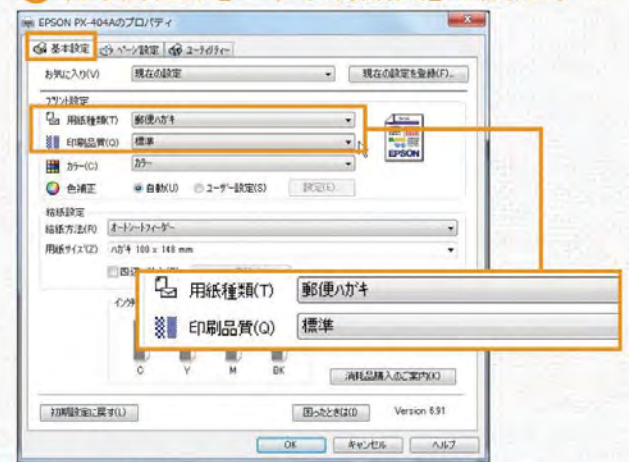 EPSON PX-404Aのプロパティ
基本設定 ページ設定 ユーティリティー
お気に入り(V) 現在の設定 現在の設定を登録(F)...
プリント設定
用紙種類(T) 郵便ハガキ
印刷品質(Q) 標準
EPSON
カラー(C) カラー
色補正 自動(U) ユーザー設定(S) 設定(E)...
給紙設定
給紙方法(R) オートシートフィーダー
用紙サイズ(Z) ハガキ 100 x 148 mm
用紙種類(T) 郵便ハガキ
印刷品質(Q) 標準
C Y M BK
消耗品購入のご案内(X)
初期設定に戻す(L) 困ったときは(I) Version 6.91
OK キャンセル ヘルプ